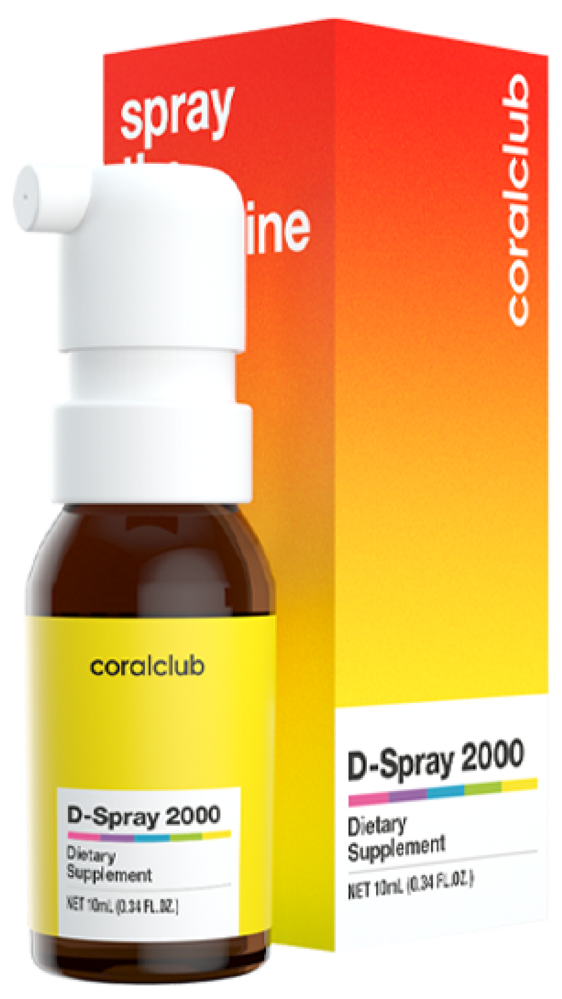 spray
ine
coralclub
coralclub
D-Spray 2000
Dietary
Supplement
NET 10mL (0.34 FL.OZ.)
D-Spray 2000
Dietary
Supplement
NET 10mL (0.34 FL.OZ.)